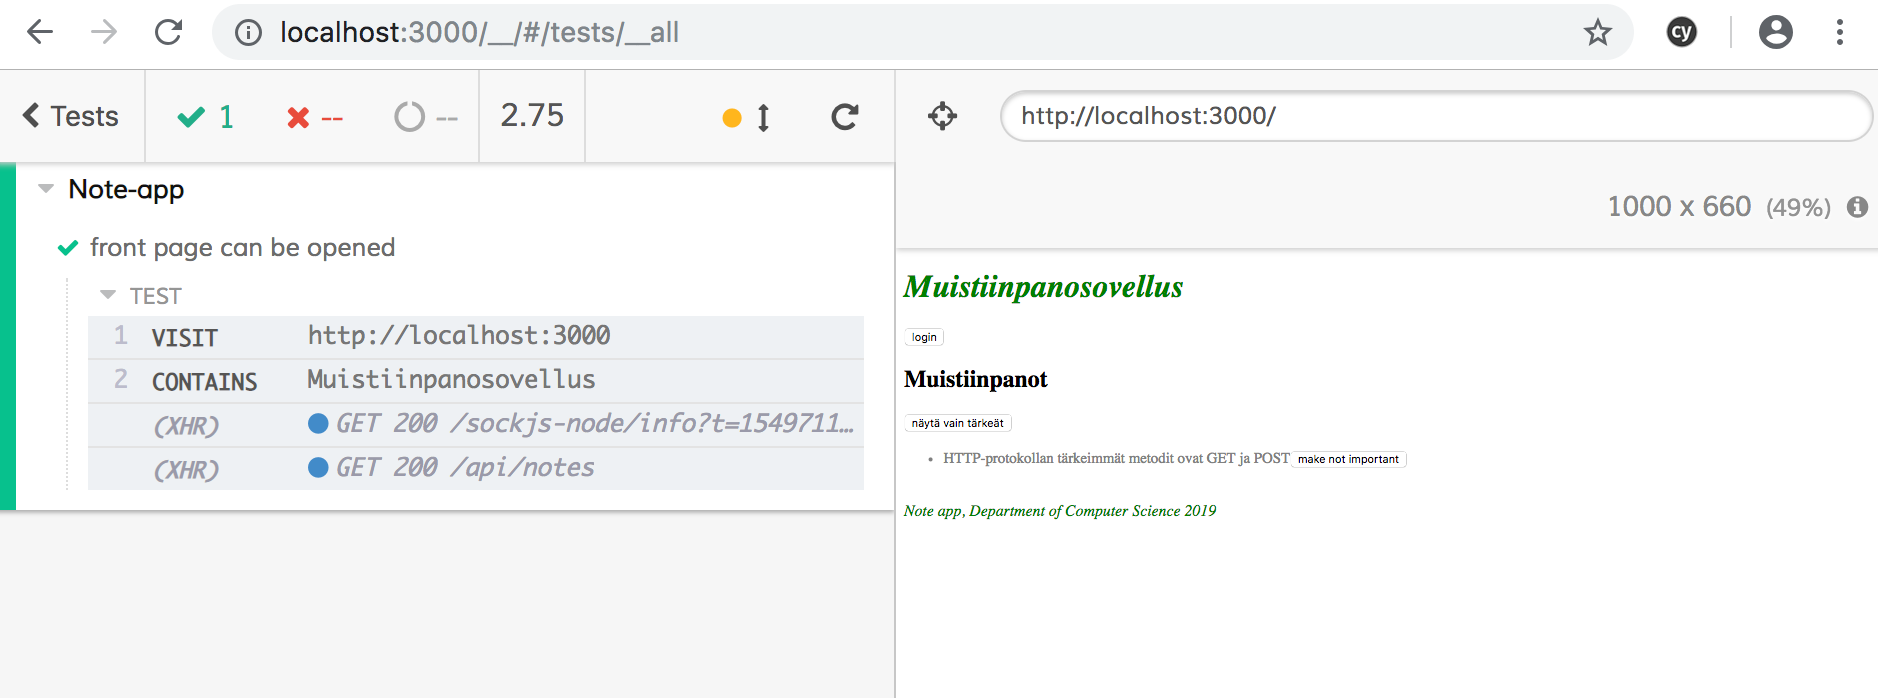 localhost:3000/__/#/tests/__all
cy
Tests
1
--
--
2.75
http://localhost:3000/
1000 x 660 (49%)
Note-app
front page can be opened
TEST
1 VISIT http://localhost:3000
2 CONTAINS Muistiinpanosovellus
(XHR) GET 200 /sockjs-node/info?t=1549711…
(XHR) GET 200 /api/notes
Muistiinpanosovellus
login
Muistiinpanot
näytä vain tärkeät
HTTP-protokollan tärkeimmät metodit ovat GET ja POST make not important
Note app, Department of Computer Science 2019